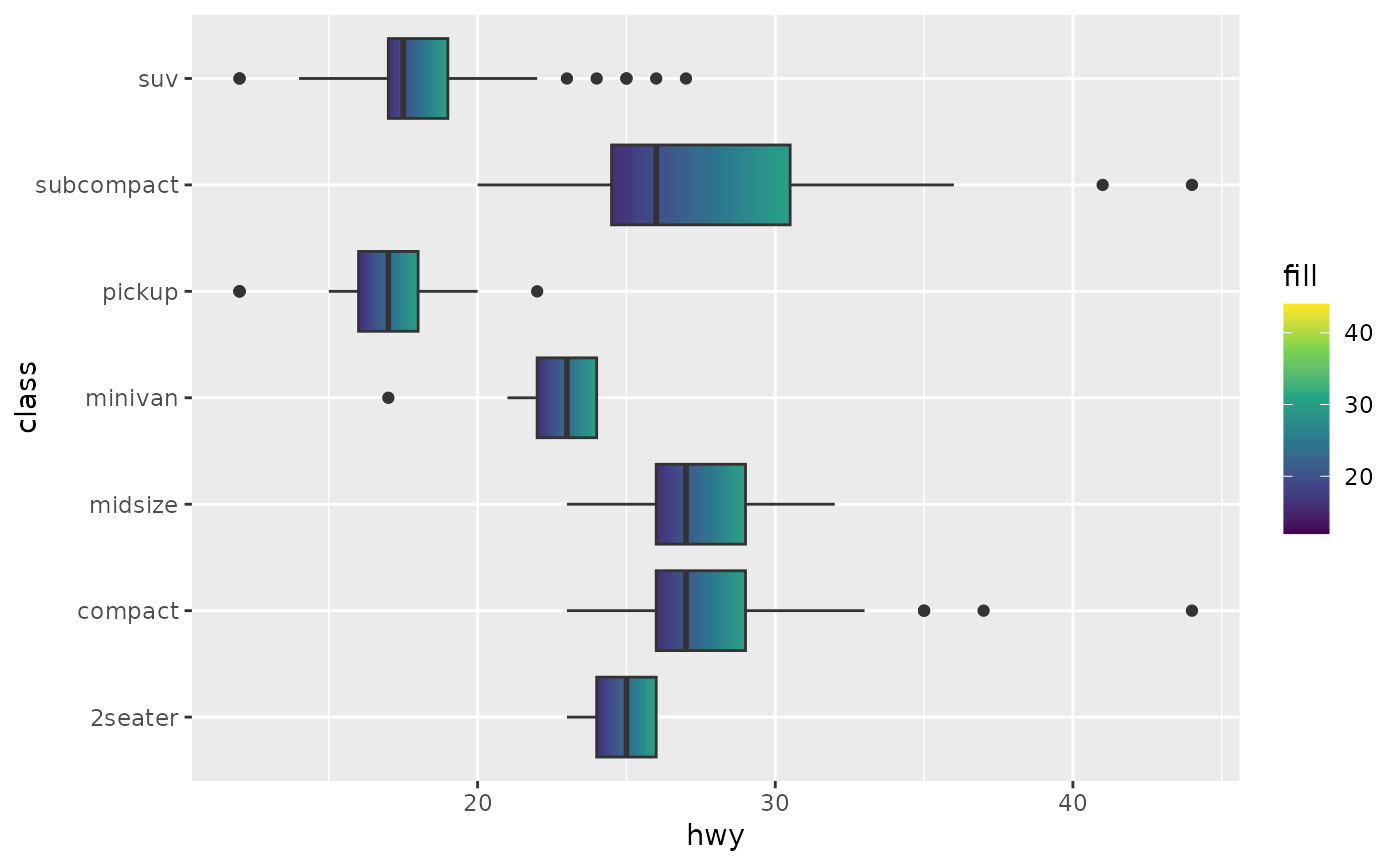 suv
subcompact
pickup
minivan
midsize
compact
2seater
class
20
30
40
hwy
fill
40
30
20